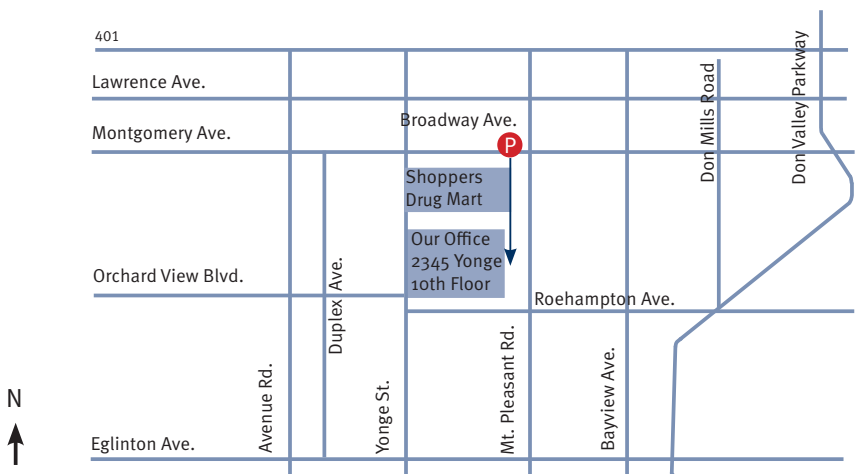 401
Lawrence Ave.
Broadway Ave.
Montgomery Ave.
P
Don Mills Road
Don Valley Parkway
Shoppers
Drug Mart
Our Office
2345 Yonge
10th Floor
Orchard View Blvd.
Duplex Ave.
Roehampton Ave.
Avenue Rd.
Yonge St.
Mt. Pleasant Rd.
Bayview Ave.
N
Eglinton Ave.